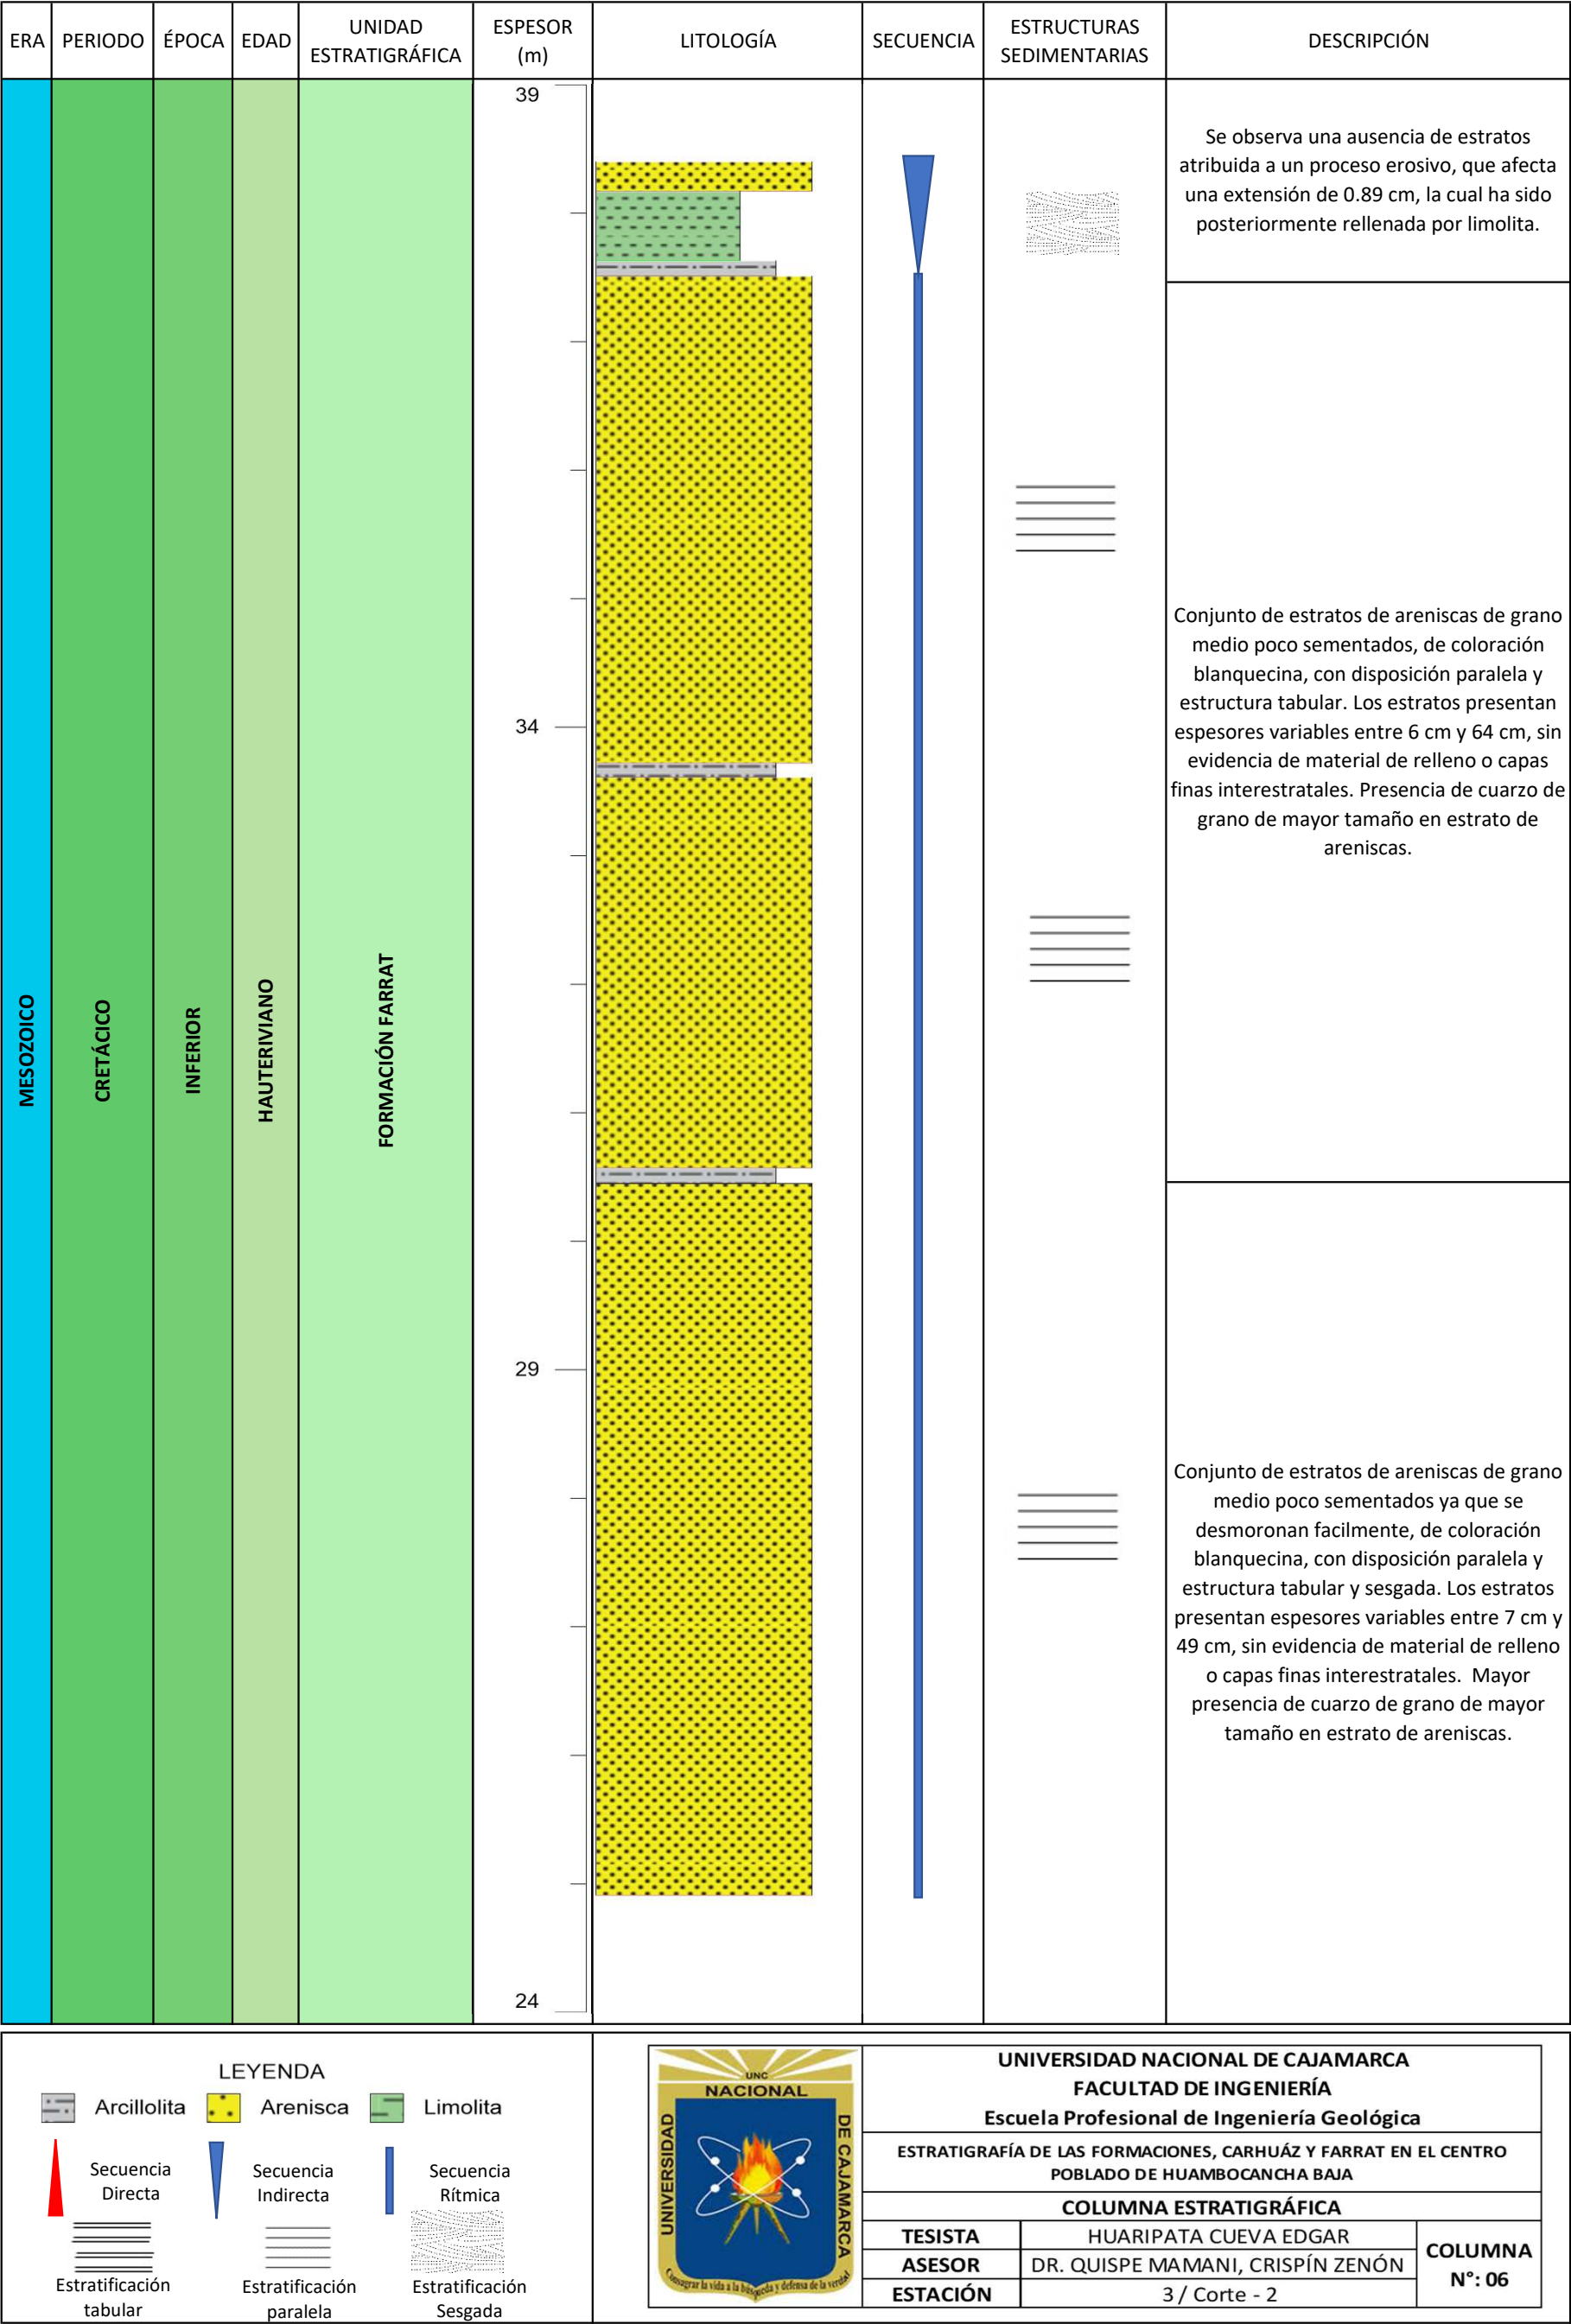 ERA
PERIODO
ÉPOCA
EDAD
UNIDAD
ESTRATIGRÁFICA
ESPESOR
(m)
LITOLOGÍA
SECUENCIA
ESTRUCTURAS
SEDIMENTARIAS
DESCRIPCIÓN
MESOZOICO
CRETÁCICO
INFERIOR
HAUTERIVIANO
FORMACIÓN FARRAT
39
34
29
24
Se observa una ausencia de estratos
atribuida a un proceso erosivo, que afecta
una extensión de 0.89 cm, la cual ha sido
posteriormente rellenada por limolita.
Conjunto de estratos de areniscas de grano
medio poco sementados, de coloración
blanquecina, con disposición paralela y
estructura tabular. Los estratos presentan
espesores variables entre 6 cm y 64 cm, sin
evidencia de material de relleno o capas
finas interestratales. Presencia de cuarzo de
grano de mayor tamaño en estrato de
areniscas.
Conjunto de estratos de areniscas de grano
medio poco sementados ya que se
desmoronan facilmente, de coloración
blanquecina, con disposición paralela y
estructura tabular y sesgada. Los estratos
presentan espesores variables entre 7 cm y
49 cm, sin evidencia de material de relleno
o capas finas interestratales. Mayor
presencia de cuarzo de grano de mayor
tamaño en estrato de areniscas.
LEYENDA
Arcillolita
Arenisca
Limolita
Secuencia
Directa
Secuencia
Indirecta
Secuencia
Rítmica
Estratificación
tabular
Estratificación
paralela
Estratificación
Sesgada
UNC
NACIONAL
UNIVERSIDAD
DE CAJAMARCA
Consagrar la vida a la búsqueda y defensa de la verdad
UNIVERSIDAD NACIONAL DE CAJAMARCA
FACULTAD DE INGENIERÍA
Escuela Profesional de Ingeniería Geológica
ESTRATIGRAFÍA DE LAS FORMACIONES, CARHUÁZ Y FARRAT EN EL CENTRO
POBLADO DE HUAMBOCANCHA BAJA
COLUMNA ESTRATIGRÁFICA
TESISTA HUARIPATA CUEVA EDGAR
ASESOR DR. QUISPE MAMANI, CRISPÍN ZENÓN
ESTACIÓN 3 / Corte - 2
COLUMNA
N°: 06